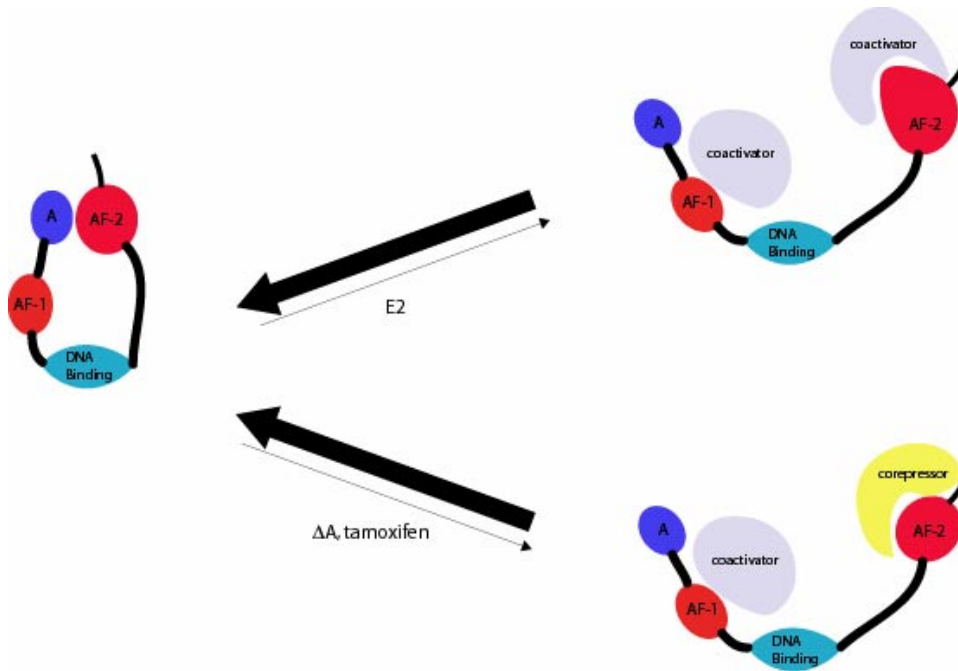 A
AF-2
AF-1
DNA
Binding
E2
coactivator
AF-2
A
coactivator
AF-1
DNA
Binding
ΔA, tamoxifen
corepressor
AF-2
A
coactivator
AF-1
DNA
Binding